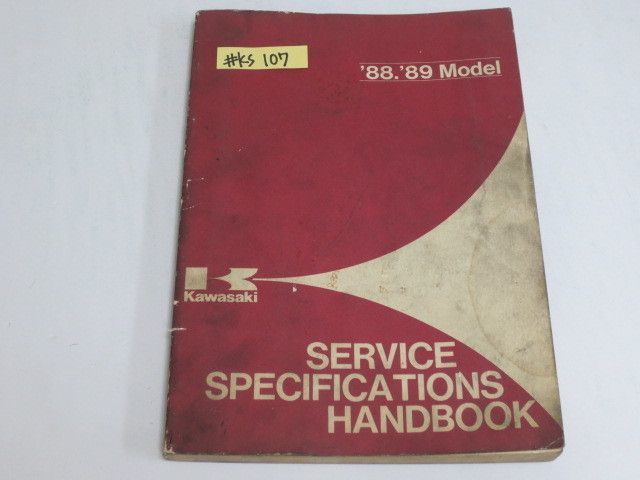 #KS 107
'88.'89 Model
Kawasaki
SERVICE
SPECIFICATIONS
HANDBOOK